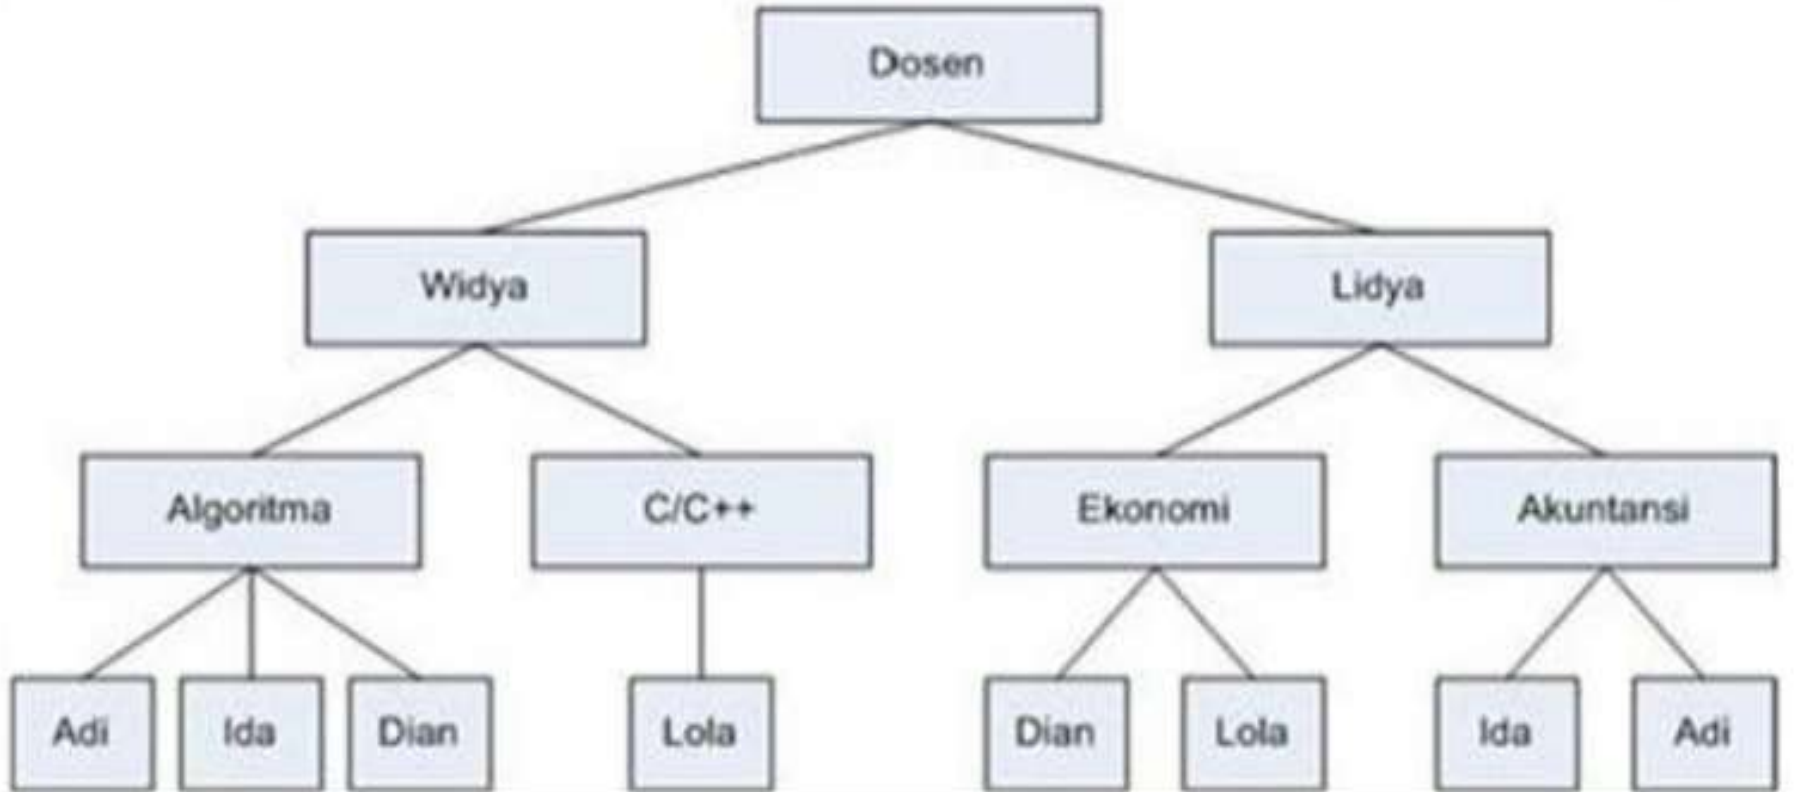 Dosen
Widya
Lidya
Algoritma
C/C++
Ekonomi
Akuntansi
Adi
Ida
Dian
Lola
Dian
Lola
Ida
Adi